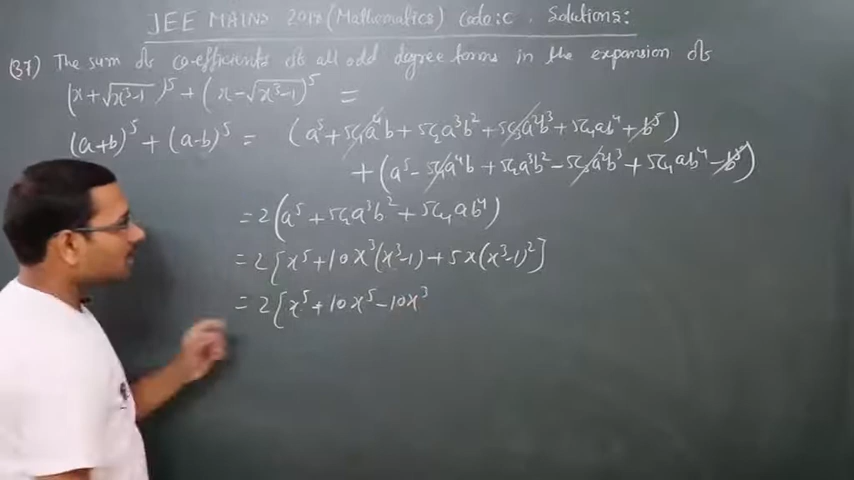 JEE MAINS 2018 (Mathematics) Code:C . Solutions:
(37) The sum of co-efficients of all odd degree terms in the expansion of
(x+√(x³-1))⁵ + (x-√(x³-1))⁵ =
(a+b)⁵ + (a-b)⁵ = (a⁵+5c₁a⁴b+5c₂a³b²+5c₃a²b³+5c₄ab⁴+b⁵)
+(a⁵-5c₁a⁴b+5c₂a³b²-5c₃a²b³+5c₄ab⁴-b⁵)
=2(a⁵+5c₂a³b²+5c₄ab⁴)
=2[x⁵+10x³(x³-1)+5x(x³-1)²]
=2[x⁵+10x⁵-10x³